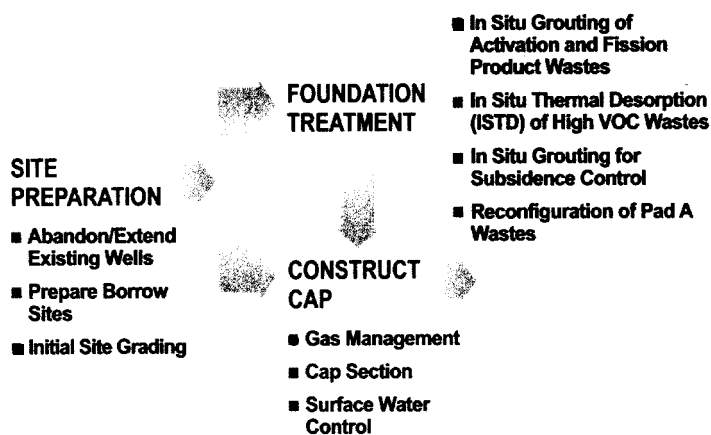 SITE
PREPARATION
■ Abandon/Extend
Existing Wells
■ Prepare Borrow
Sites
■ Initial Site Grading
FOUNDATION
TREATMENT
■ In Situ Grouting of
Activation and Fission
Product Wastes
■ In Situ Thermal Desorption
(ISTD) of High VOC Wastes
■ In Situ Grouting for
Subsidence Control
■ Reconfiguration of Pad A
Wastes
CONSTRUCT
CAP
■ Gas Management
■ Cap Section
■ Surface Water
Control